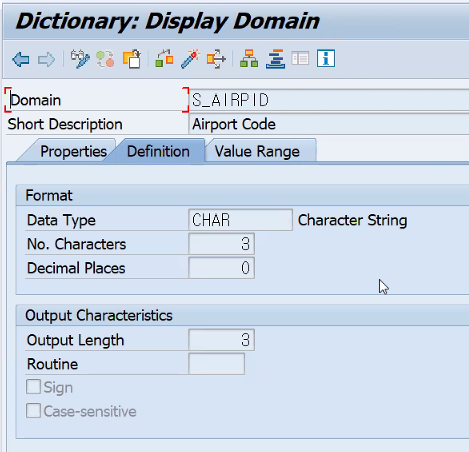 Dictionary: Display Domain
Domain S_AIRPID
Short Description Airport Code
Properties Definition Value Range
Format
Data Type CHAR Character String
No. Characters 3
Decimal Places 0
Output Characteristics
Output Length 3
Routine
Sign
Case-sensitive